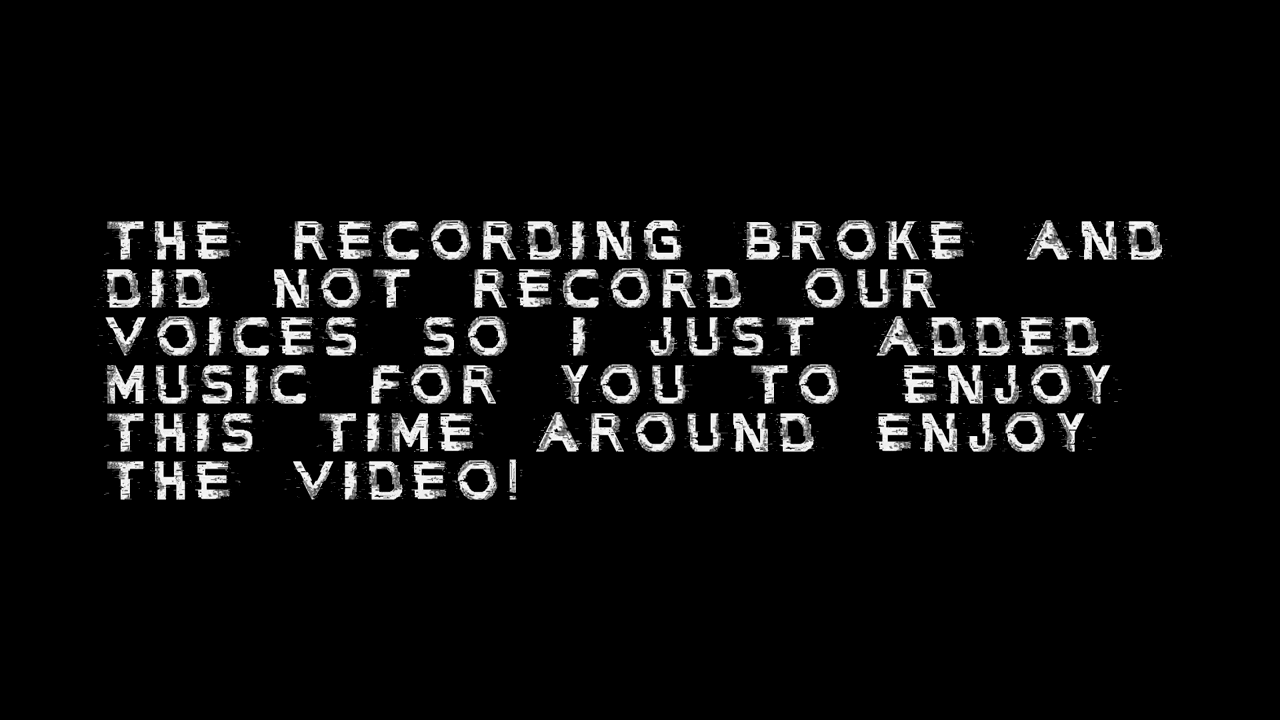 THE RECORDING BROKE AND
DID NOT RECORD OUR
VOICES SO I JUST ADDED
MUSIC FOR YOU TO ENJOY
THIS TIME AROUND ENJOY
THE VIDEO!